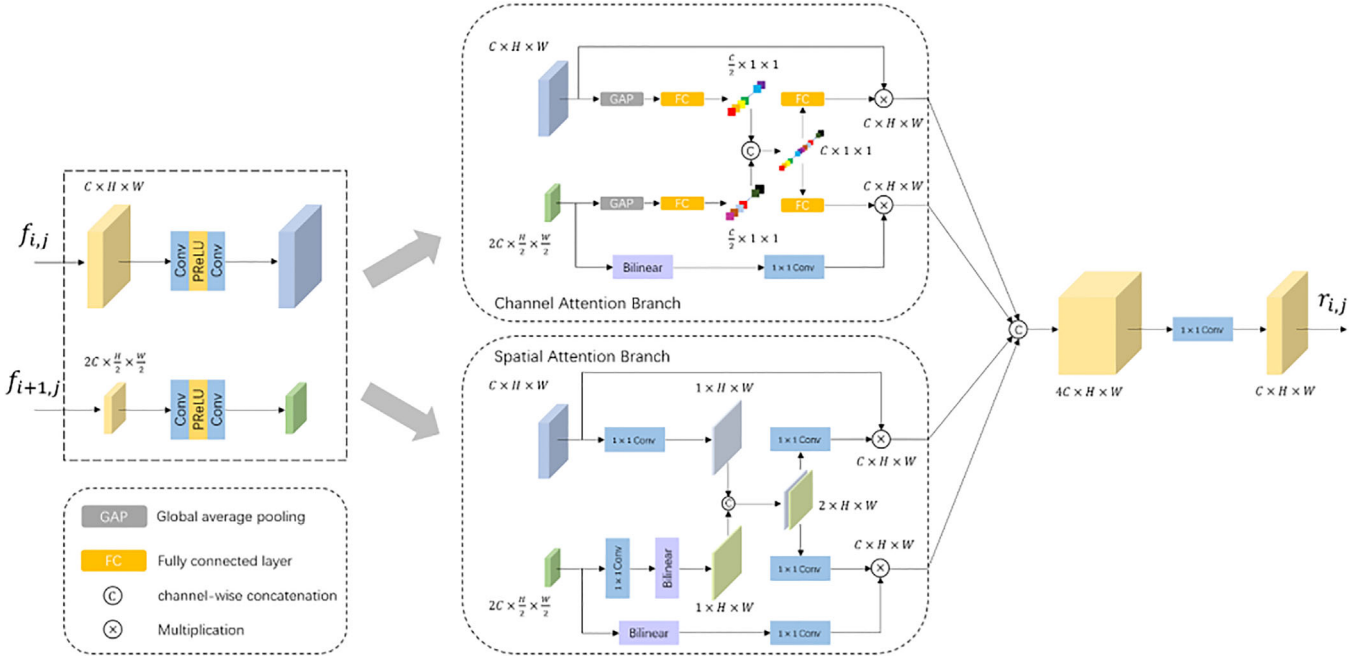 C × H × W
f_{i,j}
Conv
PReLU
Conv
2C × H/2 × W/2
f_{i+1,j}
Conv
PReLU
Conv
GAP
Global average pooling
FC
Fully connected layer
C
channel-wise concatenation
×
Multiplication
C × H × W
C/2 × 1 × 1
GAP
FC
FC
×
C × H × W
C
C × 1 × 1
C × H × W
GAP
FC
FC
×
2C × H/2 × W/2
C/2 × 1 × 1
Bilinear
1 × 1 Conv
Channel Attention Branch
Spatial Attention Branch
C × H × W
1 × H × W
1 × 1 Conv
1 × 1 Conv
×
C × H × W
C
2 × H × W
C × H × W
1 × 1 Conv
Bilinear
1 × 1 Conv
×
2C × H/2 × W/2
1 × H × W
Bilinear
1 × 1 Conv
C
4C × H × W
1 × 1 Conv
C × H × W
r_{i,j}